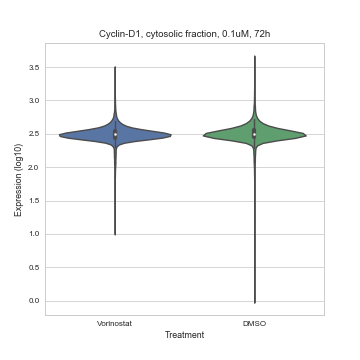 Cyclin-D1, cytosolic fraction, 0.1uM, 72h
3.5
3.0
2.5
2.0
1.5
1.0
0.5
0.0
Expression (log10)
Vorinostat DMSO
Treatment